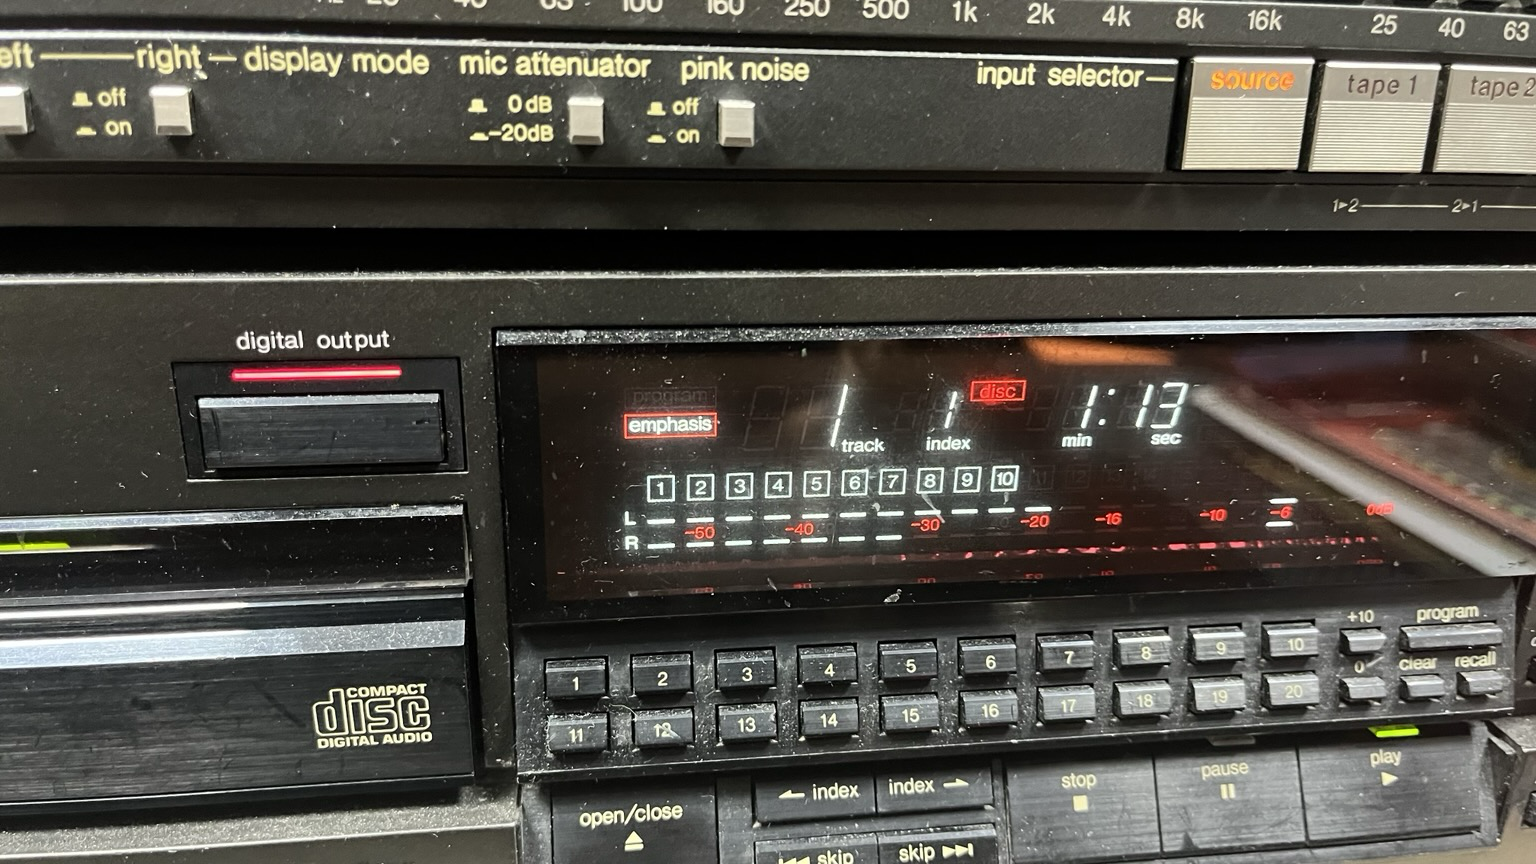 63 100 160 250 500 1k 2k 4k 8k 16k 25 40 63
eft right display mode mic attenuator pink noise input selector source tape 1 tape 2
off 0dB off
on -20dB on
1▸2 2▸1
digital output
program
emphasis 1 track 1 index disc 1:13 min sec
1 2 3 4 5 6 7 8 9 10
L
-50 -40 -30 -20 -16 -10 -6 0dB
R
+10 program
1 2 3 4 5 6 7 8 9 10 0 clear recall
11 12 13 14 15 16 17 18 19 20
COMPACT
disc
DIGITAL AUDIO
open/close index index stop pause play
skip skip